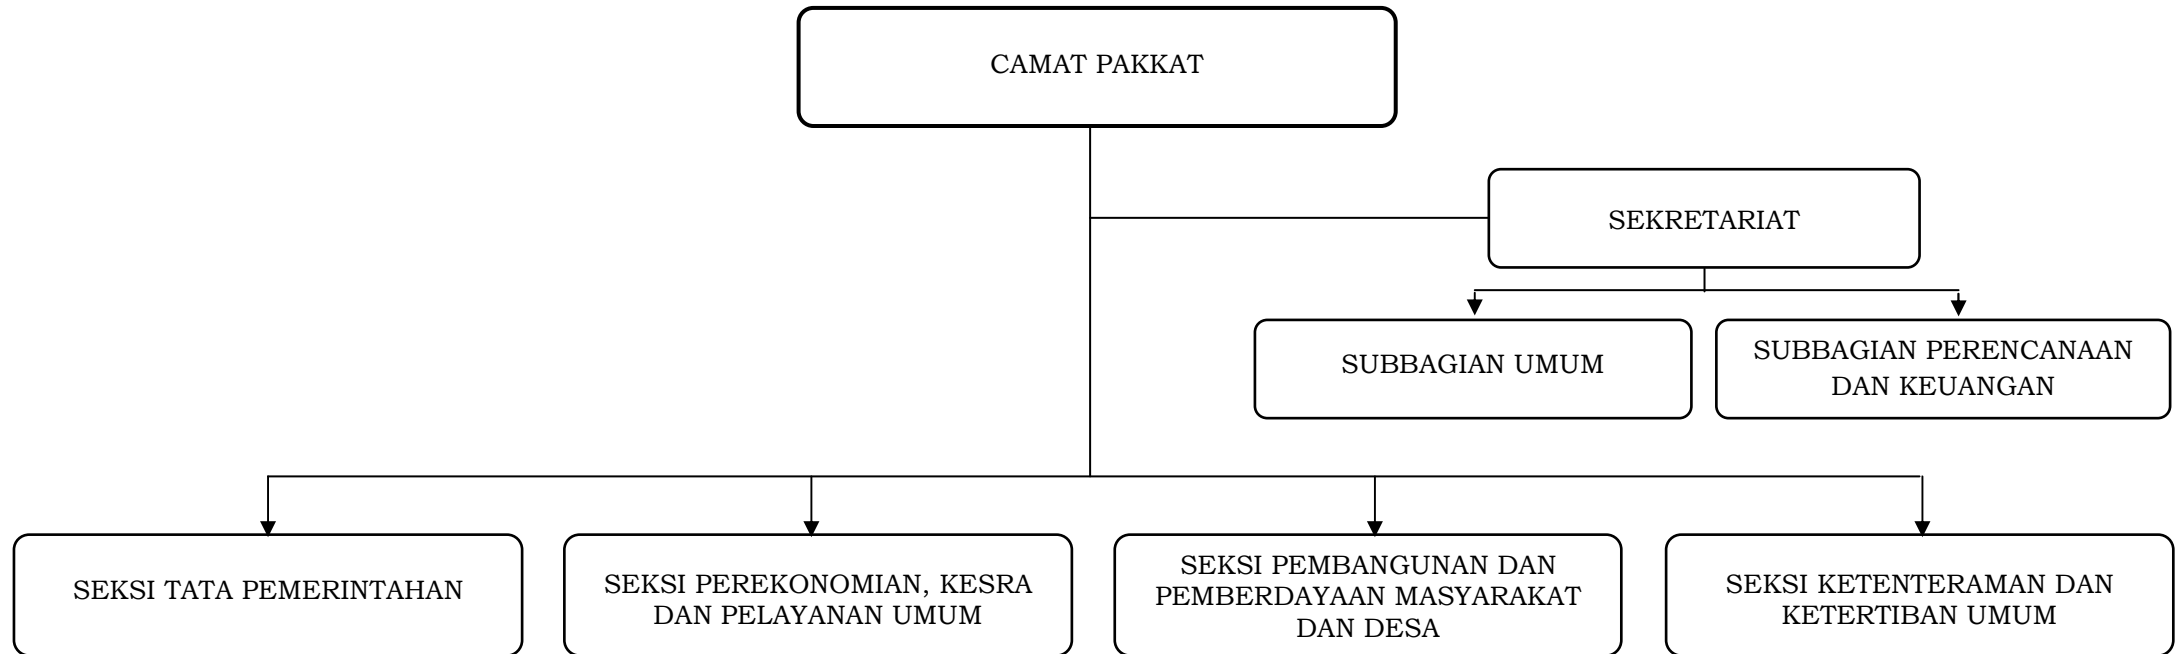 CAMAT PAKKAT
SEKRETARIAT
SUBBAGIAN UMUM
SUBBAGIAN PERENCANAAN
DAN KEUANGAN
SEKSI TATA PEMERINTAHAN
SEKSI PEREKONOMIAN, KESRA
DAN PELAYANAN UMUM
SEKSI PEMBANGUNAN DAN
PEMBERDAYAAN MASYARAKAT
DAN DESA
SEKSI KETENTERAMAN DAN
KETERTIBAN UMUM